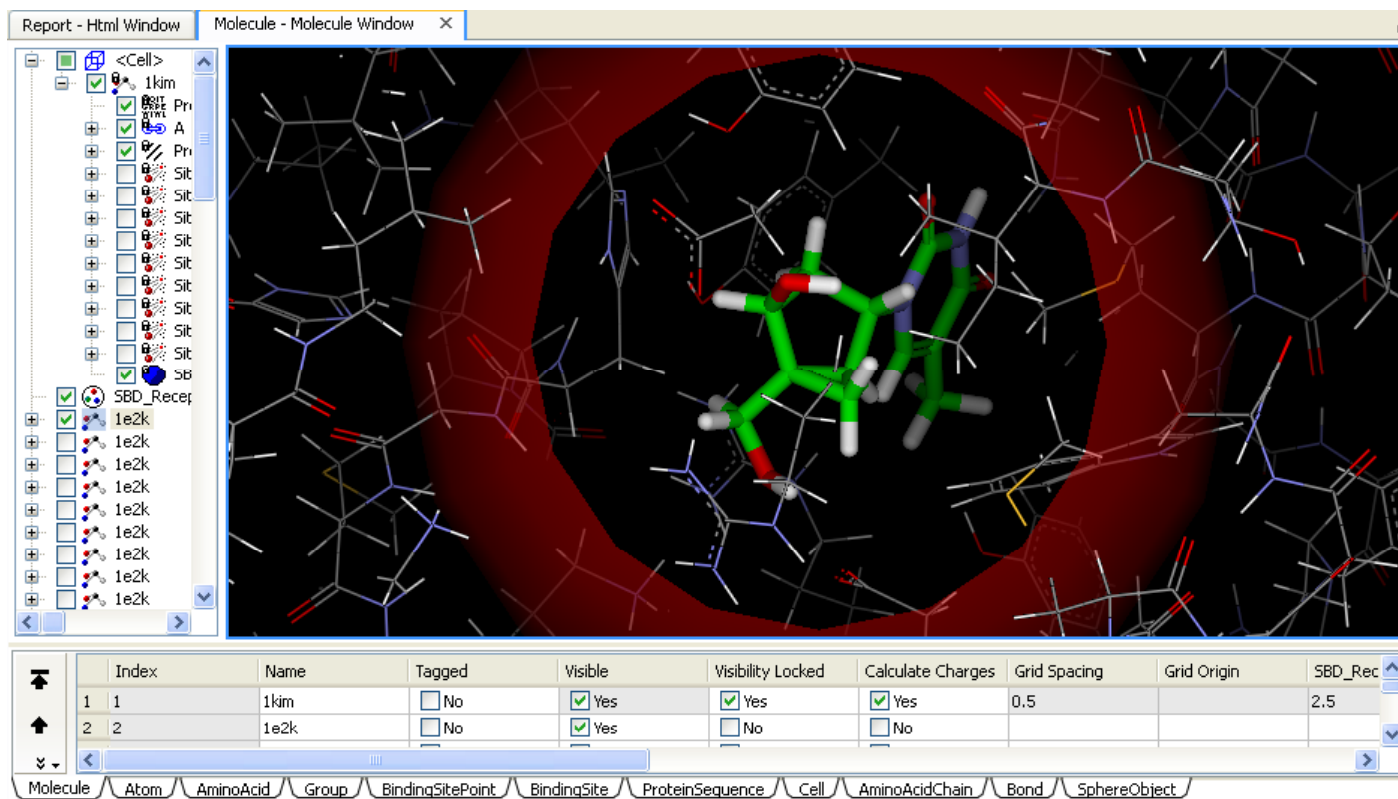 Report - Html Window Molecule - Molecule Window
<Cell>
1kim
Pr
A
Pr
Sit
Sit
Sit
Sit
Sit
Sit
Sit
Sit
Sit
SB
SBD_Recep
1e2k
1e2k
1e2k
1e2k
1e2k
1e2k
1e2k
1e2k
1e2k
Index Name Tagged Visible Visibility Locked Calculate Charges Grid Spacing Grid Origin SBD_Rec
1 1 1kim No Yes Yes Yes 0.5 2.5
2 2 1e2k No Yes No No
Molecule Atom AminoAcid Group BindingSitePoint BindingSite ProteinSequence Cell AminoAcidChain Bond SphereObject